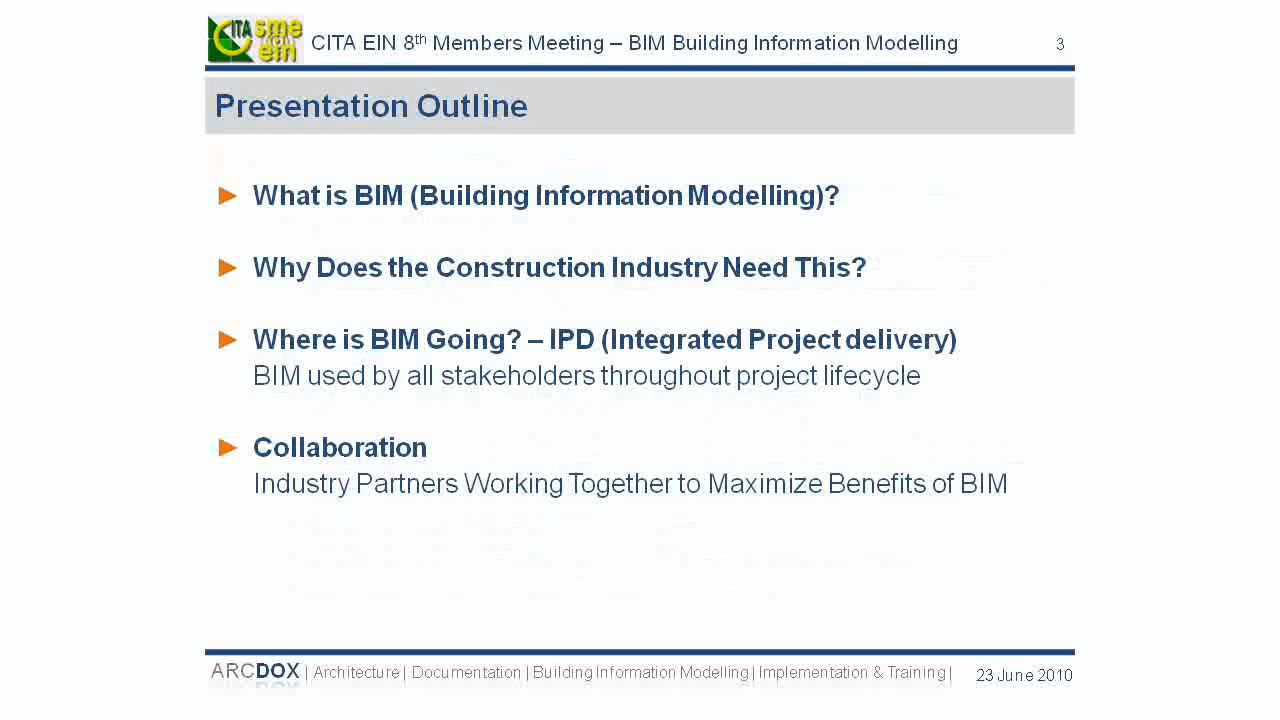 CITA sme
ein
CITA EIN 8th Members Meeting – BIM Building Information Modelling
3
Presentation Outline
► What is BIM (Building Information Modelling)?
► Why Does the Construction Industry Need This?
► Where is BIM Going? – IPD (Integrated Project delivery)
BIM used by all stakeholders throughout project lifecycle
► Collaboration
Industry Partners Working Together to Maximize Benefits of BIM
ARCDOX | Architecture | Documentation | Building Information Modelling | Implementation & Training |
23 June 2010